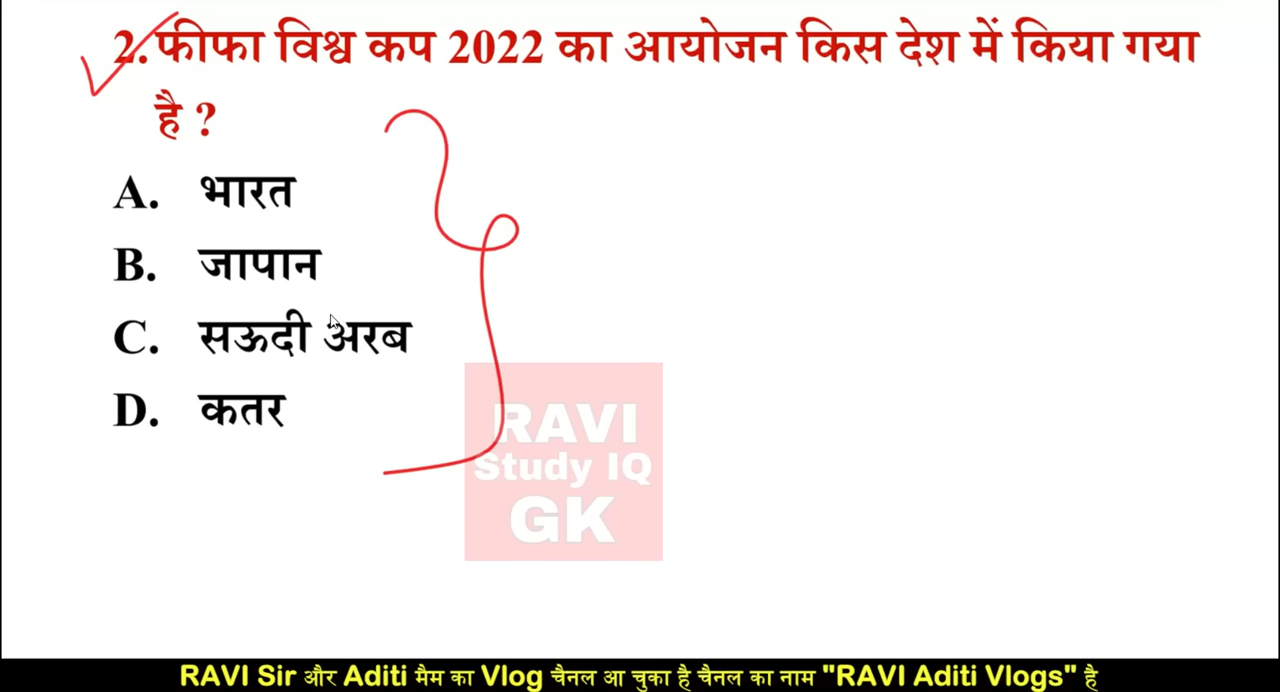 2. फीफा विश्व कप 2022 का आयोजन किस देश में किया गया
है ?
A. भारत
B. जापान
C. सऊदी अरब
D. कतर
RAVI
Study IQ
GK
RAVI Sir और Aditi मैम का Vlog चैनल आ चुका है चैनल का नाम "RAVI Aditi Vlogs" है